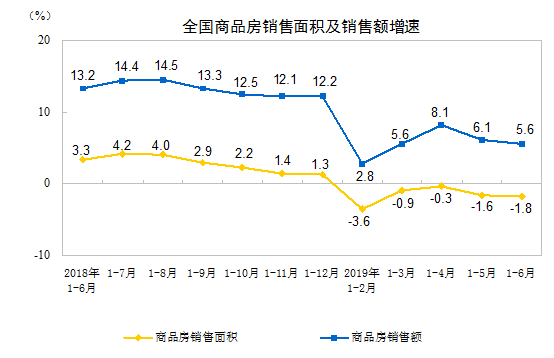 全国商品房销售面积及销售额增速
（%）
20
10
0
-10
13.2 14.4 14.5 13.3 12.5 12.1 12.2 2.8 5.6 8.1 6.1 5.6
3.3 4.2 4.0 2.9 2.2 1.4 1.3 -3.6 -0.9 -0.3 -1.6 -1.8
2018年 1-7月 1-8月 1-9月 1-10月 1-11月 1-12月 2019年 1-3月 1-4月 1-5月 1-6月
1-6月 1-2月
商品房销售面积 商品房销售额